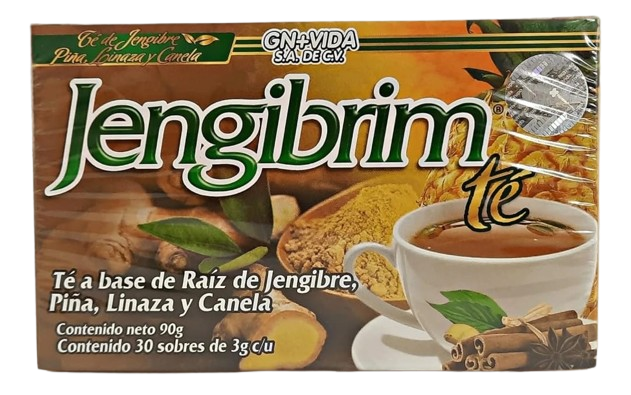 Té de Jengibre
Piña, Linaza y Canela
GN+VIDA
S.A. DE C.V.
Jengibrim®
té
Té a base de Raíz de Jengibre,
Piña, Linaza y Canela
Contenido neto 90g
Contenido 30 sobres de 3g c/u